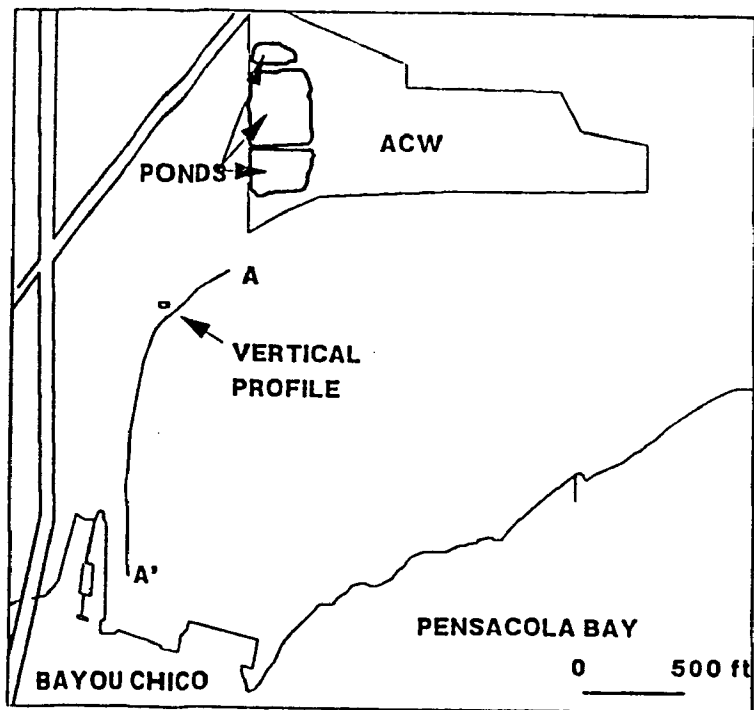 ACW
PONDS
A
VERTICAL
PROFILE
A'
PENSACOLA BAY
0 500 ft
BAYOU CHICO